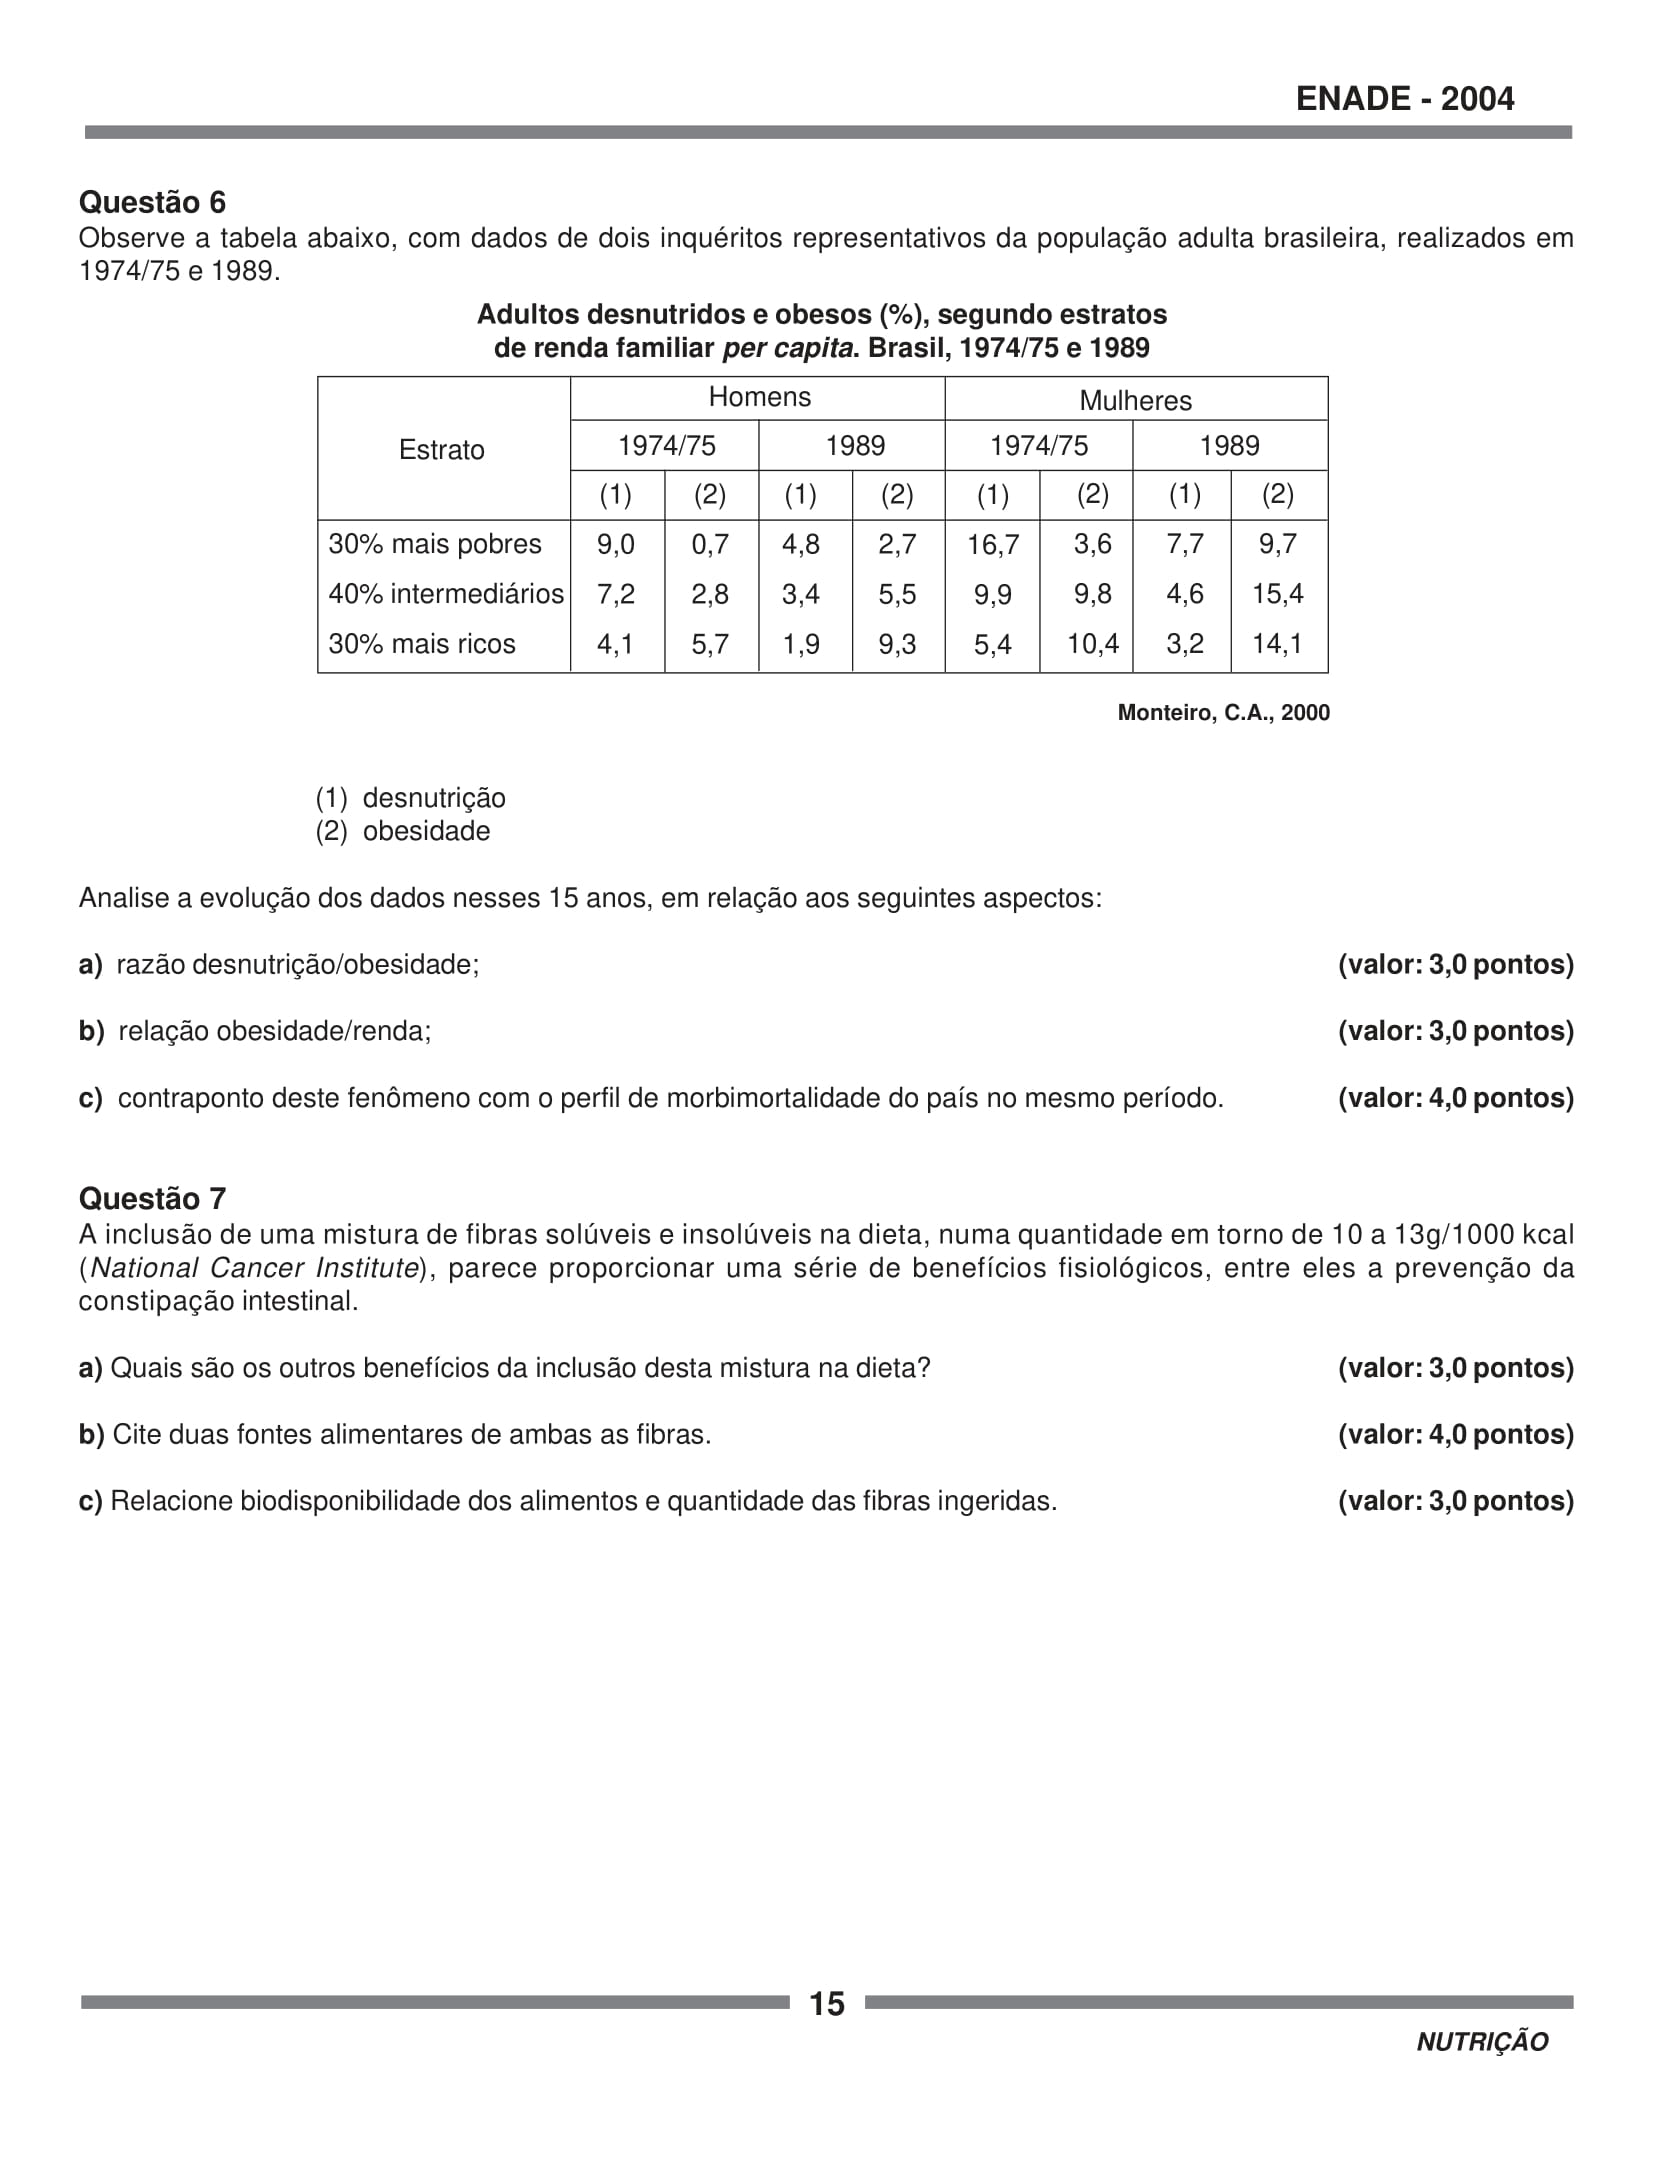 ENADE - 2004
Questão 6
Observe a tabela abaixo, com dados de dois inquéritos representativos da população adulta brasileira, realizados em
1974/75 e 1989.
Adultos desnutridos e obesos (%), segundo estratos
de renda familiar per capita. Brasil, 1974/75 e 1989
Estrato Homens Mulheres
1974/75 1989 1974/75 1989
(1) (2) (1) (2) (1) (2) (1) (2)
30% mais pobres 9,0 0,7 4,8 2,7 16,7 3,6 7,7 9,7
40% intermediários 7,2 2,8 3,4 5,5 9,9 9,8 4,6 15,4
30% mais ricos 4,1 5,7 1,9 9,3 5,4 10,4 3,2 14,1
Monteiro, C.A., 2000
(1) desnutrição
(2) obesidade
Analise a evolução dos dados nesses 15 anos, em relação aos seguintes aspectos:
a) razão desnutrição/obesidade; (valor: 3,0 pontos)
b) relação obesidade/renda; (valor: 3,0 pontos)
c) contraponto deste fenômeno com o perfil de morbimortalidade do país no mesmo período. (valor: 4,0 pontos)
Questão 7
A inclusão de uma mistura de fibras solúveis e insolúveis na dieta, numa quantidade em torno de 10 a 13g/1000 kcal
(National Cancer Institute), parece proporcionar uma série de benefícios fisiológicos, entre eles a prevenção da
constipação intestinal.
a) Quais são os outros benefícios da inclusão desta mistura na dieta? (valor: 3,0 pontos)
b) Cite duas fontes alimentares de ambas as fibras. (valor: 4,0 pontos)
c) Relacione biodisponibilidade dos alimentos e quantidade das fibras ingeridas. (valor: 3,0 pontos)
15
NUTRIÇÃO